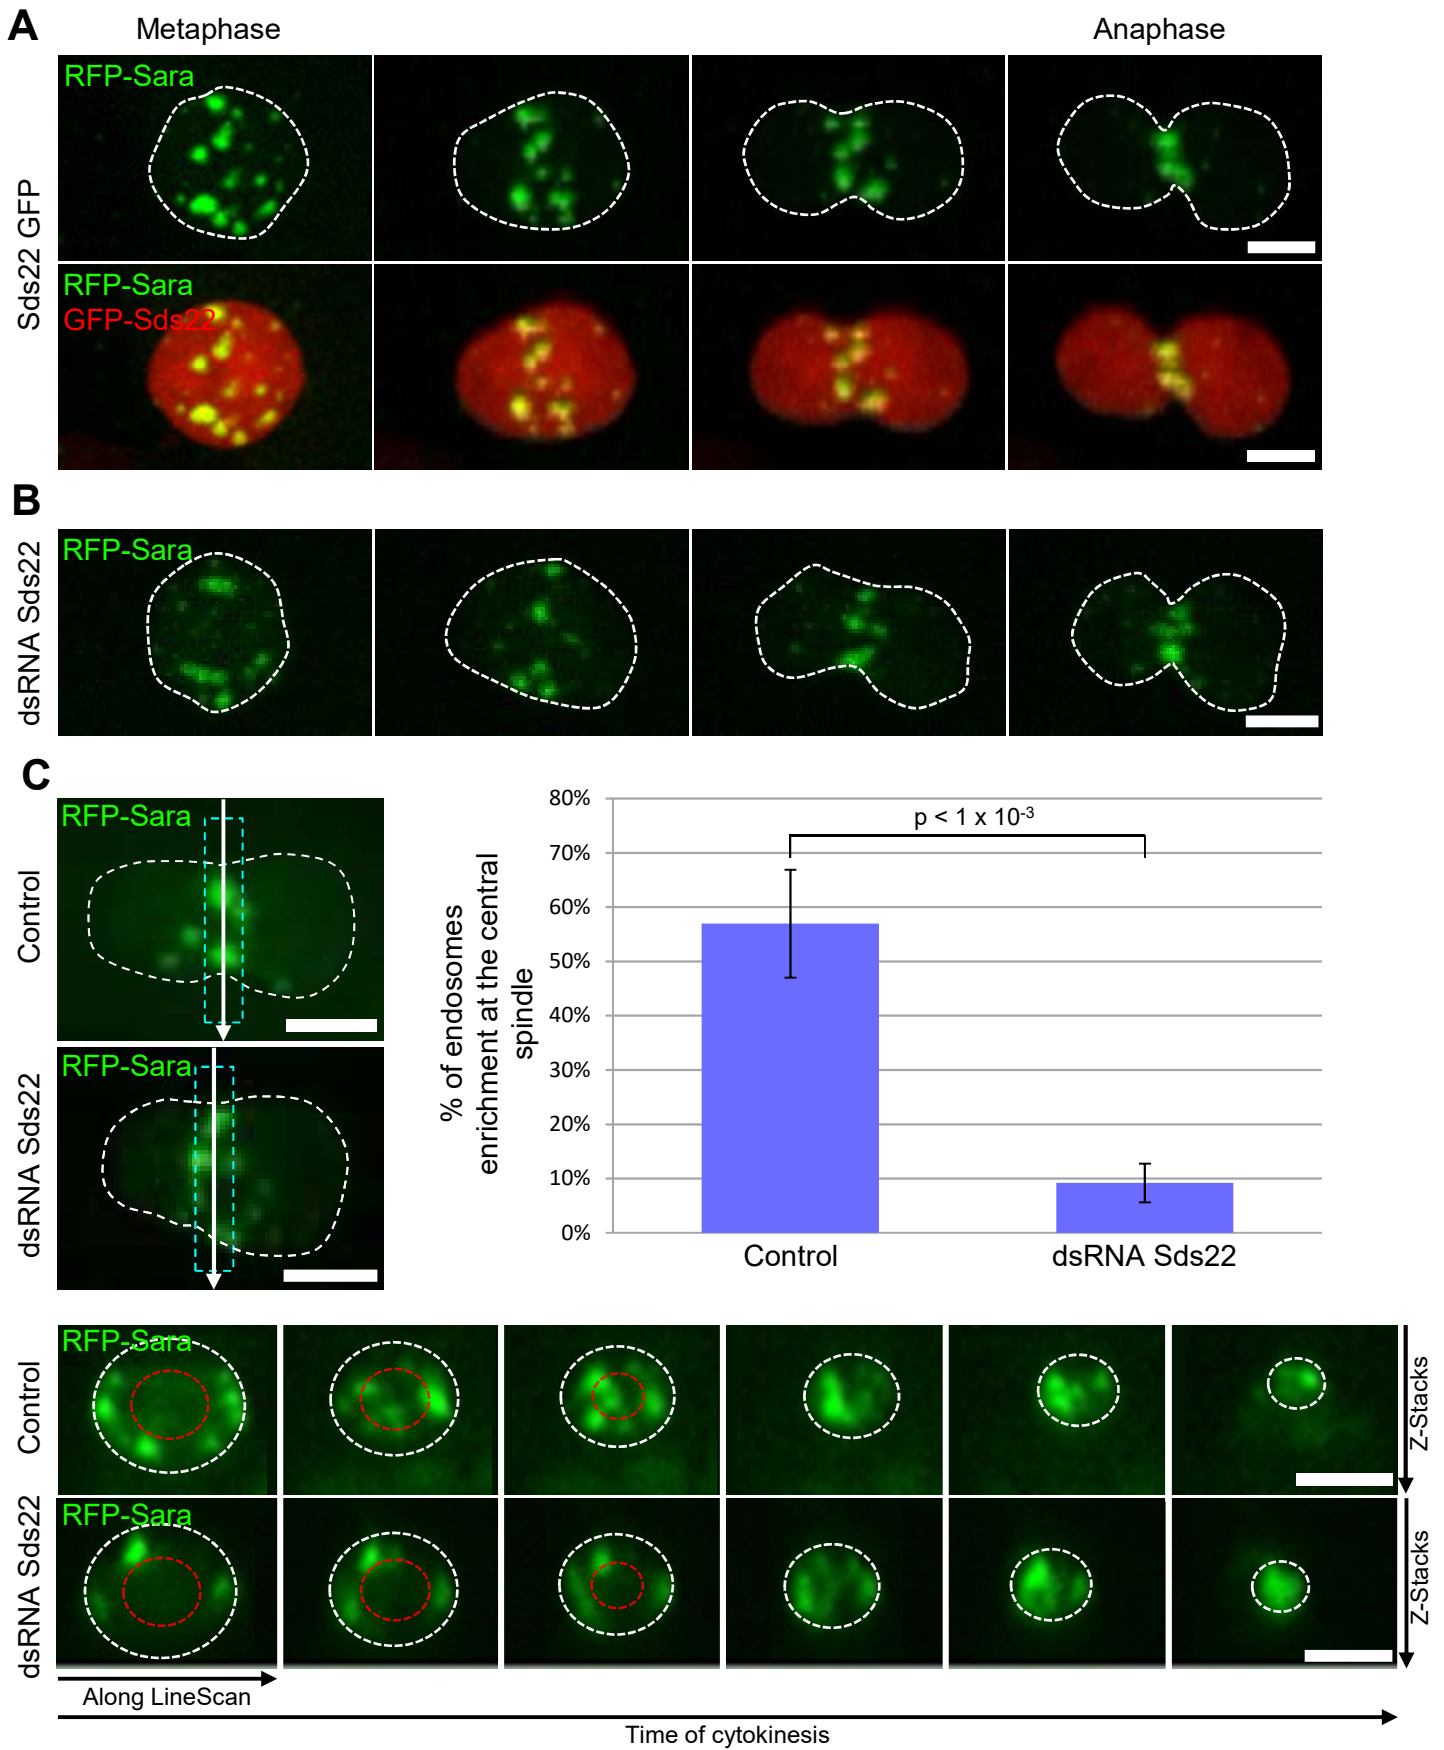 A
Metaphase
Anaphase
Sds22 GFP
RFP-Sara
RFP-Sara
GFP-Sds22
B
dsRNA Sds22
RFP-Sara
C
Control
RFP-Sara
dsRNA Sds22
RFP-Sara
% of endosomes
enrichment at the central
spindle
80%
70%
60%
50%
40%
30%
20%
10%
0%
p < 1 x 10⁻³
Control
dsRNA Sds22
Control
RFP-Sara
Z-Stacks
dsRNA Sds22
RFP-Sara
Z-Stacks
Along LineScan
Time of cytokinesis